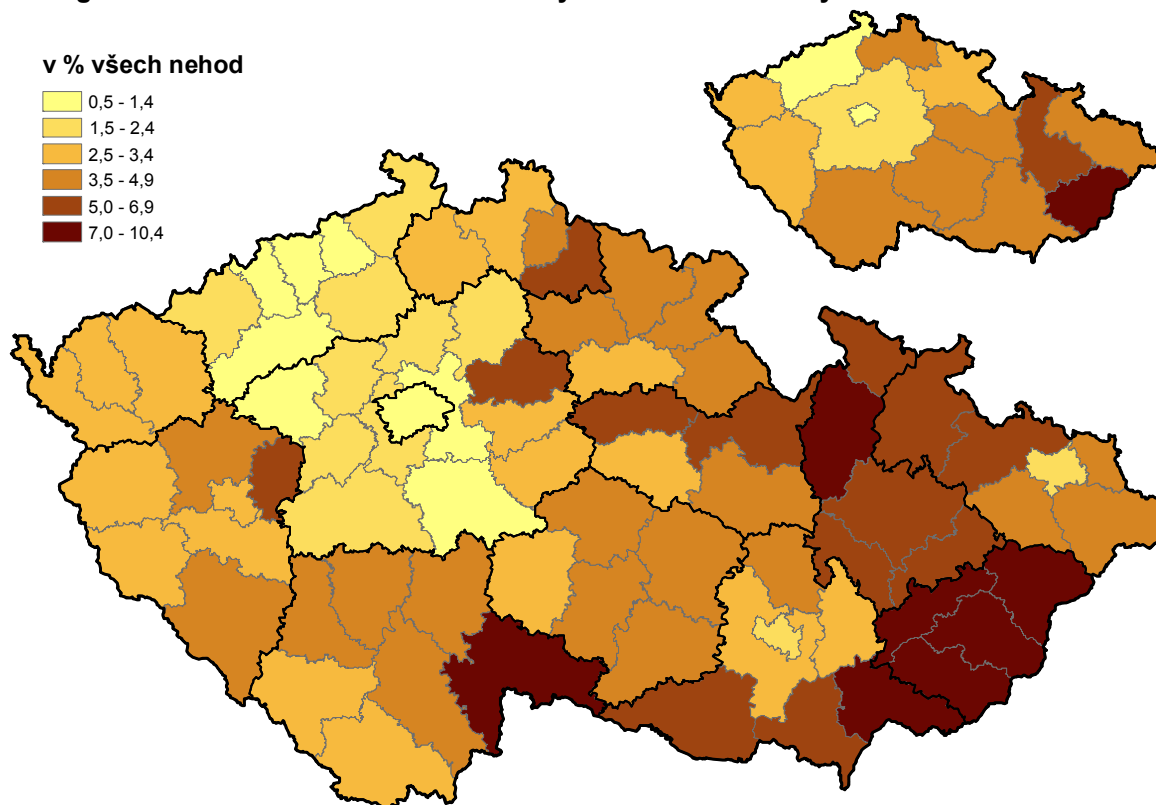 v % všech nehod
0,5 - 1,4
1,5 - 2,4
2,5 - 3,4
3,5 - 4,9
5,0 - 6,9
7,0 - 10,4